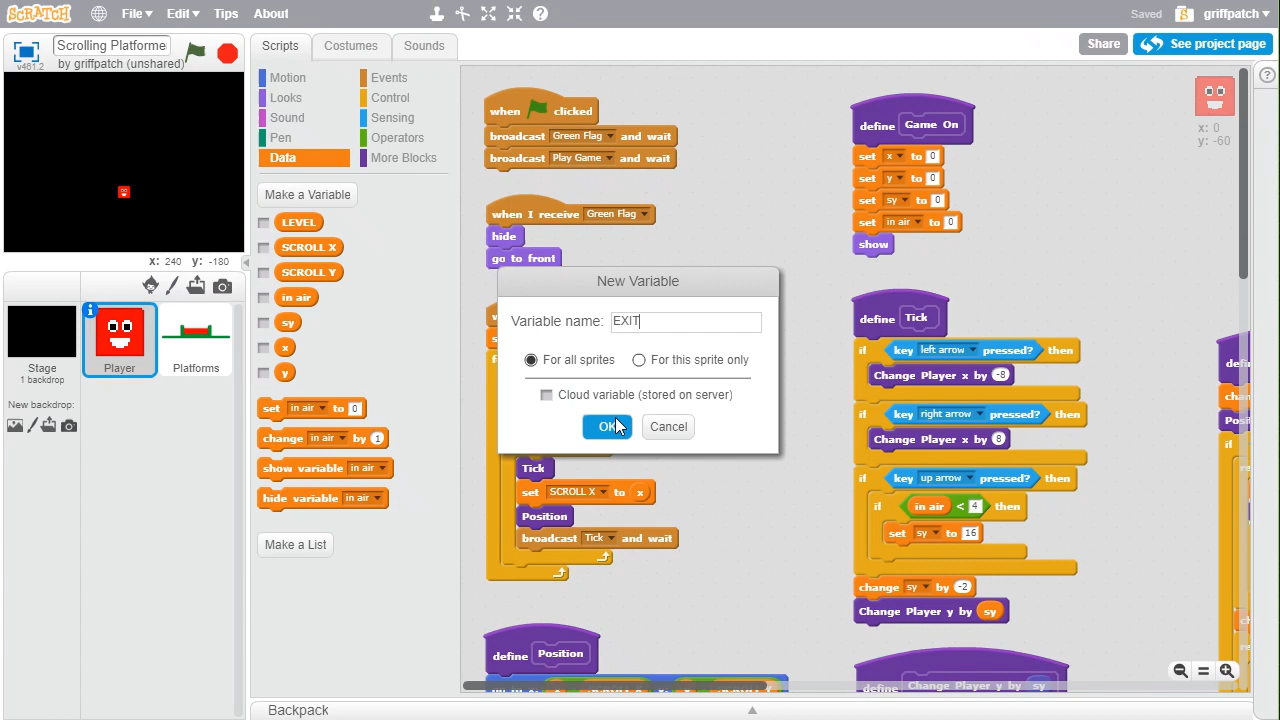 SCRATCH File Edit Tips About Saved griffpatch
Scrolling Platforme
by griffpatch (unshared)
v461.2
Scripts Costumes Sounds Share See project page
Motion Events
Looks Control
Sound Sensing
Pen Operators
Data More Blocks
Make a Variable
LEVEL
SCROLL X
SCROLL Y
in air
sy
x
y
set in air to 0
change in air by 1
show variable in air
hide variable in air
Make a List
X: 240 y: -180
Stage
1 backdrop
New backdrop:
Player
Platforms
when clicked
broadcast Green Flag and wait
broadcast Play Game and wait
when I receive Green Flag
hide
go to front
New Variable
Variable name: EXIT
For all sprites For this sprite only
Cloud variable (stored on server)
OK Cancel
Tick
set SCROLL X to x
Position
broadcast Tick and wait
define Position
define Game On
set x to 0
set y to 0
set sy to 0
set in air to 0
show
define Tick
if key left arrow pressed? then
Change Player x by -8
if key right arrow pressed? then
Change Player x by 8
if key up arrow pressed? then
if in air < 4 then
set sy to 16
change sy by -2
Change Player y by sy
define Change Player y by sy
x: 0
y: -60
Backpack